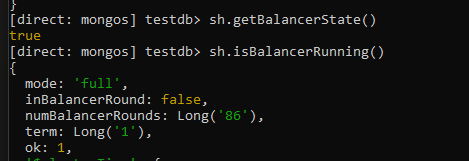 }
[direct: mongos] testdb> sh.getBalancerState()
true
[direct: mongos] testdb> sh.isBalancerRunning()
{
  mode: 'full',
  inBalancerRound: false,
  numBalancerRounds: Long('86'),
  term: Long('1'),
  ok: 1,